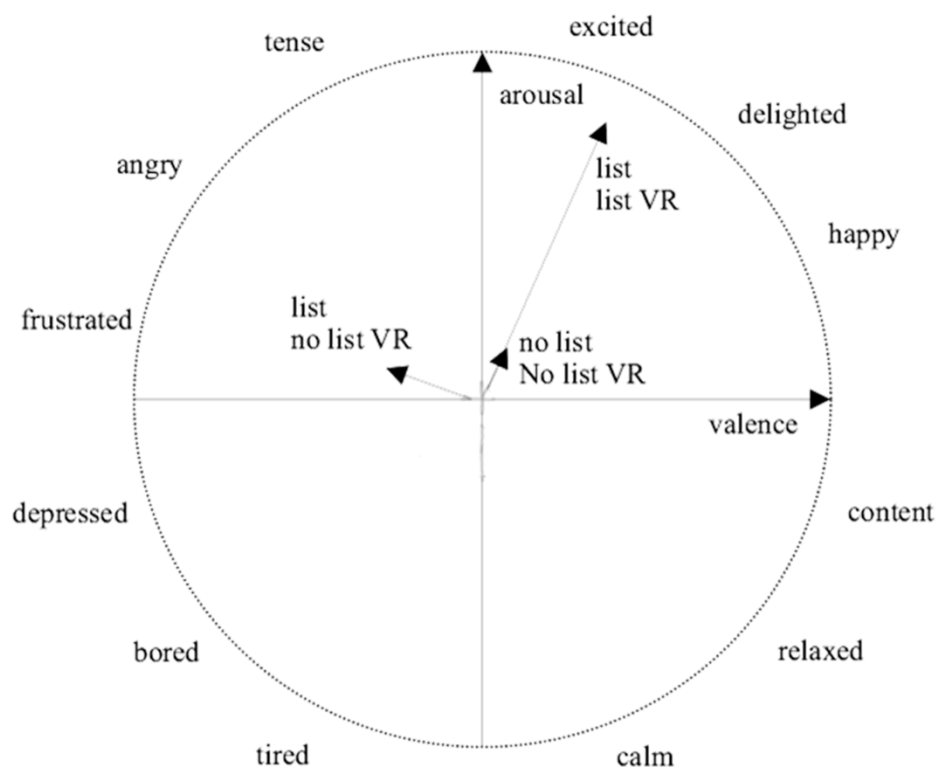 excited
tense
arousal
delighted
angry
list
list VR
happy
list
no list VR
frustrated
no list
No list VR
valence
depressed
content
bored
relaxed
tired
calm